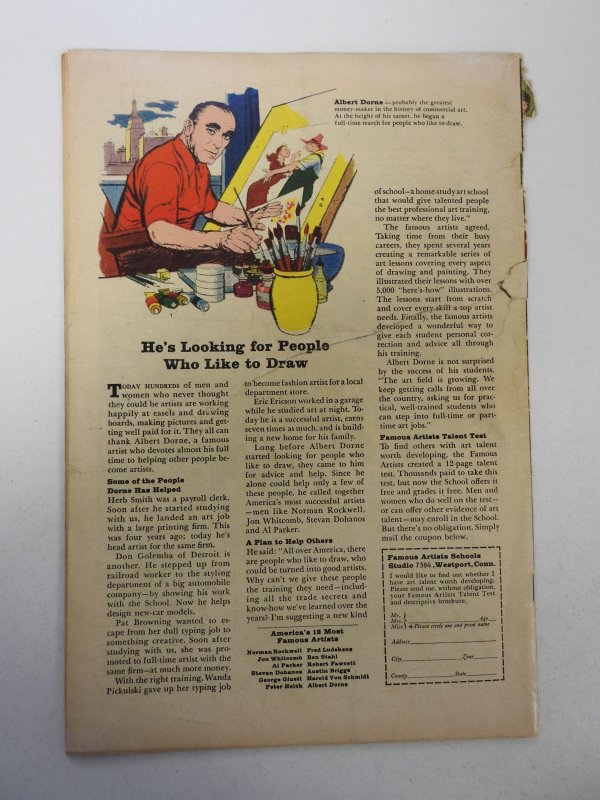 Albert Dorne—probably the greatest
money-maker in the history of commercial art.
At the height of his career, he began a
full-time search for people who like to draw.
He's Looking for People
Who Like to Draw
TODAY HUNDREDS of men and
women who never thought
they could be artists are working
happily at easels and drawing
boards, making pictures and get-
ting well paid for it. They all can
thank Albert Dorne, a famous
artist who devotes almost his full
time to helping other people be-
come artists.
Some of the People
Dorne Has Helped
Herb Smith was a payroll clerk.
Soon after he started studying
with us, he landed an art job
with a large printing firm. This
was four years ago; today he's
head artist for the same firm.
Don Golemba of Detroit is
another. He stepped up from
railroad worker to the styling
department of a big automobile
company—by showing his work
with the School. Now he helps
design new-car models.
Pat Browning wanted to es-
cape from her dull typing job to
something creative. Soon after
studying with us, she was pro-
moted to full-time artist with the
same firm—at much more money.
With the right training, Wanda
Pickulski gave up her typing job
to become fashion artist for a local
department store.
Eric Ericson worked in a garage
while he studied art at night. To-
day he is a successful artist, earns
seven times as much, and is build-
ing a new home for his family.
Long before Albert Dorne
started looking for people who
like to draw, they came to him
for advice and help. Since he
alone could help only a few of
these people, he called together
America's most successful artists
—men like Norman Rockwell,
Jon Whitcomb, Stevan Dohanos
and Al Parker.
A Plan to Help Others
He said: "All over America, there
are people who like to draw, who
could be turned into good artists.
Why can't we give these people
the training they need—includ-
ing all the trade secrets and
know-how we've learned over the
years? I'm suggesting a new kind
America's 12 Most
Famous Artists
Norman Rockwell Fred Ludekens
Jon Whitcomb Ben Stahl
Al Parker Robert Fawcett
Stevan Dohanos Austin Briggs
George Giusti Harold Von Schmidt
Peter Helck Albert Dorne
of school—a home-study art school
that would give talented people
the best professional art training,
no matter where they live."
The famous artists agreed.
Taking time from their busy
careers, they spent several years
creating a remarkable series of
art lessons covering every aspect
of drawing and painting. They
illustrated their lessons with over
5,000 "here's-how" illustrations.
The lessons start from scratch
and cover every skill a top artist
needs. Finally, the famous artists
developed a wonderful way to
give each student personal cor-
rection and advice all through
his training.
Albert Dorne is not surprised
by the success of his students.
"The art field is growing. We
keep getting calls from all over
the country, asking us for prac-
tical, well-trained students who
can step into full-time or part-
time art jobs."
Famous Artists Talent Test
To find others with art talent
worth developing, the Famous
Artists created a 12-page talent
test. Thousands paid to take this
test, but now the School offers it
free and grades it free. Men and
women who do well on the test—
or can offer other evidence of art
talent—may enroll in the School.
But there's no obligation. Simply
mail the coupon below.
Famous Artists Schools
Studio 7564, Westport, Conn.
I would like to find out whether I
have art talent worth developing.
Please send me, without obligation,
your Famous Artists Talent Test
and descriptive brochure.
Mr.
Mrs. Age
Miss Please circle one and print name
Address
City Zone
County State